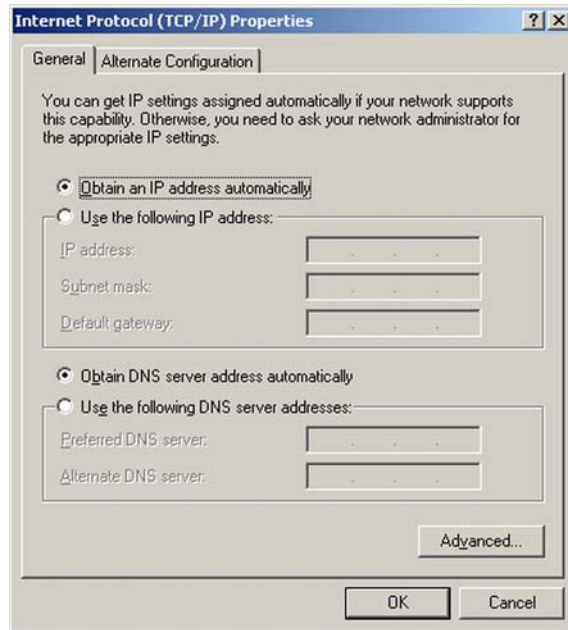 Internet Protocol (TCP/IP) Properties
General
Alternate Configuration
You can get IP settings assigned automatically if your network supports
this capability. Otherwise, you need to ask your network administrator for
the appropriate IP settings.
Obtain an IP address automatically
Use the following IP address:
IP address:
Subnet mask:
Default gateway:
Obtain DNS server address automatically
Use the following DNS server addresses:
Preferred DNS server:
Alternate DNS server:
Advanced...
OK
Cancel